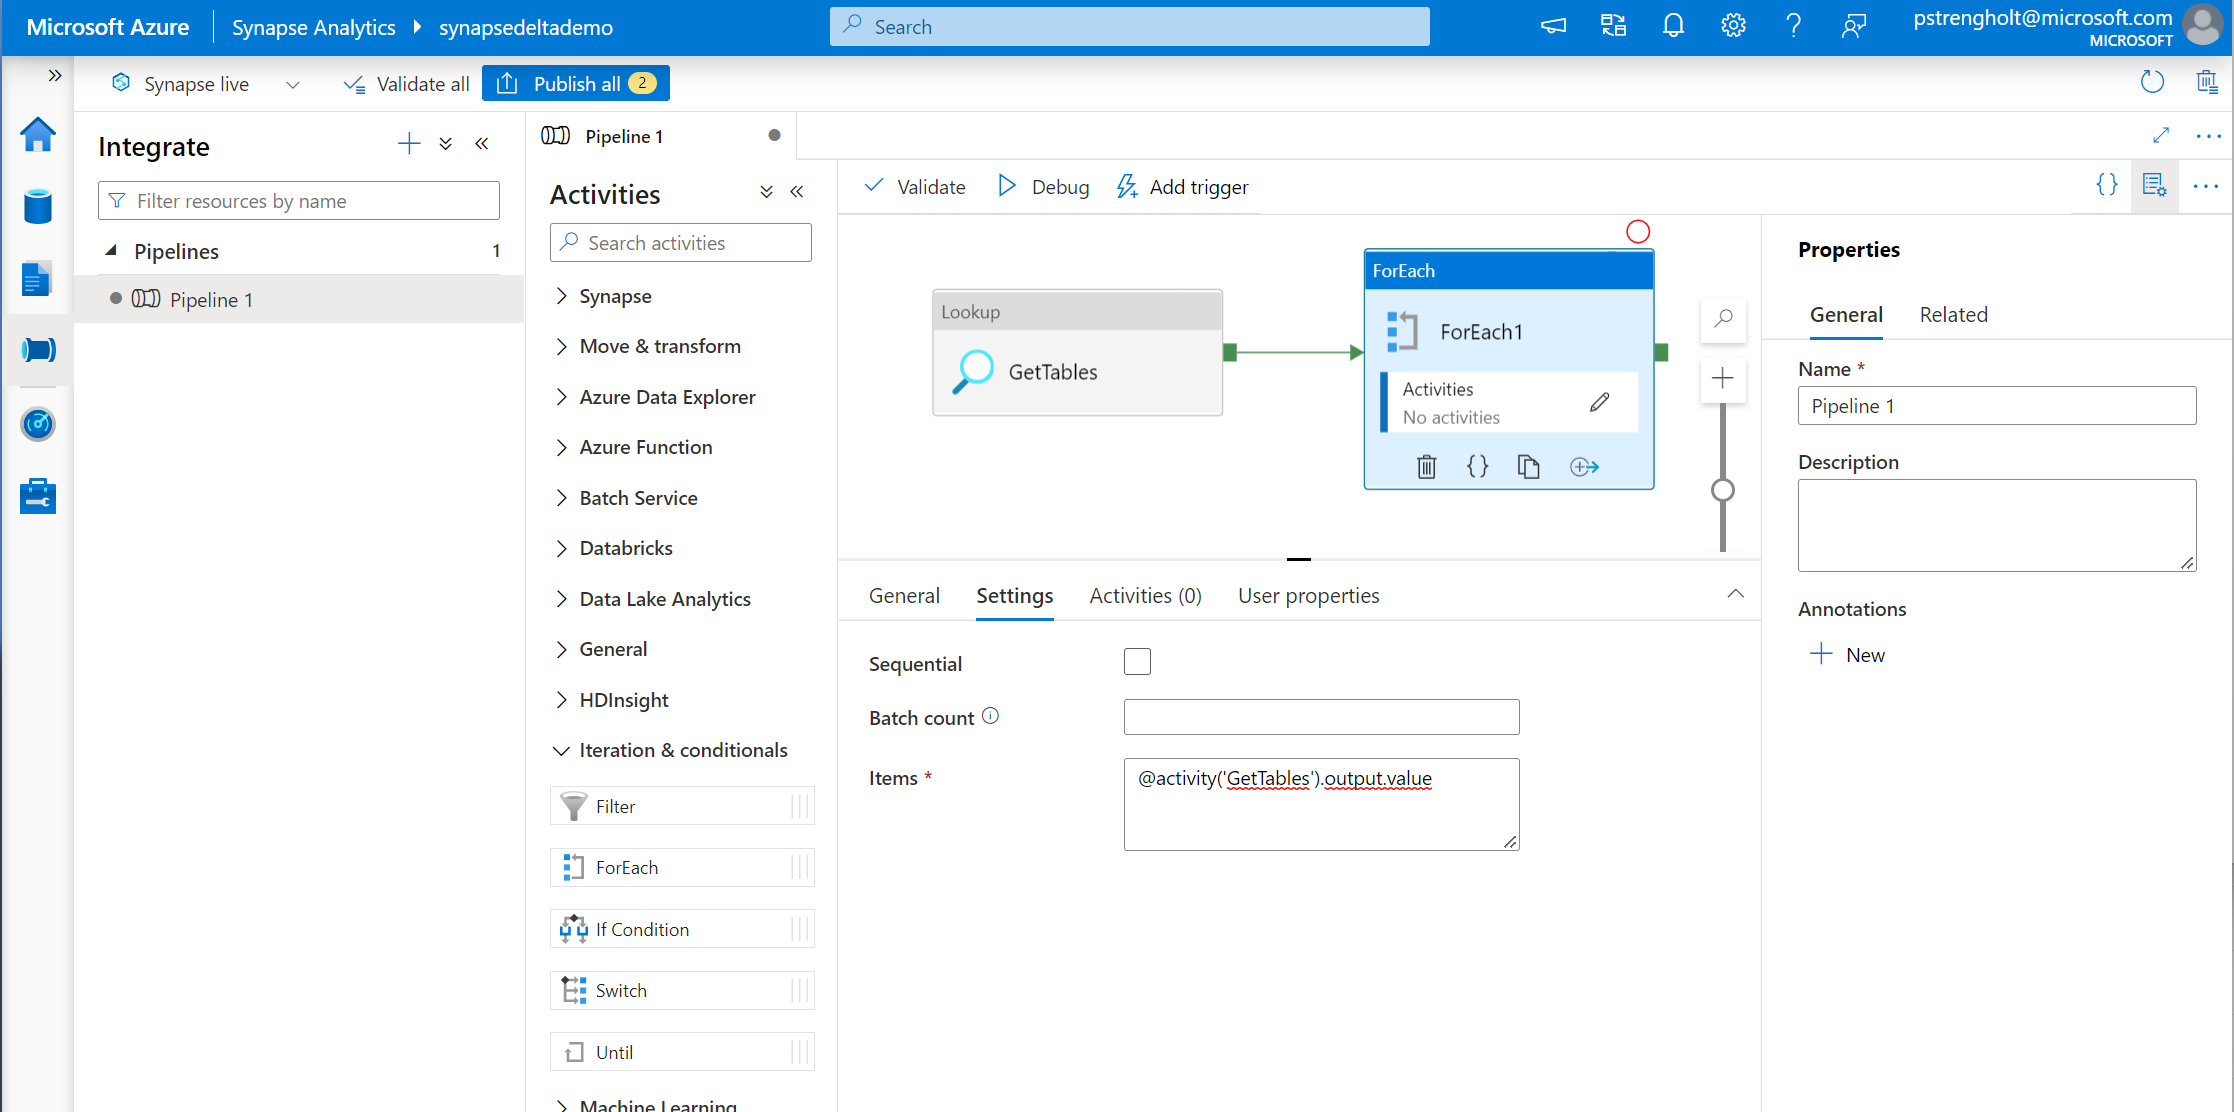 Microsoft Azure
Synapse Analytics
synapsedeltademo
Search
pstrengholt@microsoft.com
MICROSOFT
Synapse live
Validate all
Publish all 2
Integrate
Filter resources by name
Pipelines 1
Pipeline 1
Pipeline 1
Activities
Search activities
Synapse
Move & transform
Azure Data Explorer
Azure Function
Batch Service
Databricks
Data Lake Analytics
General
HDInsight
Iteration & conditionals
Filter
ForEach
If Condition
Switch
Until
Machine Learning
Validate
Debug
Add trigger
Lookup
GetTables
ForEach
ForEach1
Activities
No activities
General
Settings
Activities (0)
User properties
Sequential
Batch count
Items *
@activity('GetTables').output.value
Properties
General
Related
Name *
Pipeline 1
Description
Annotations
New